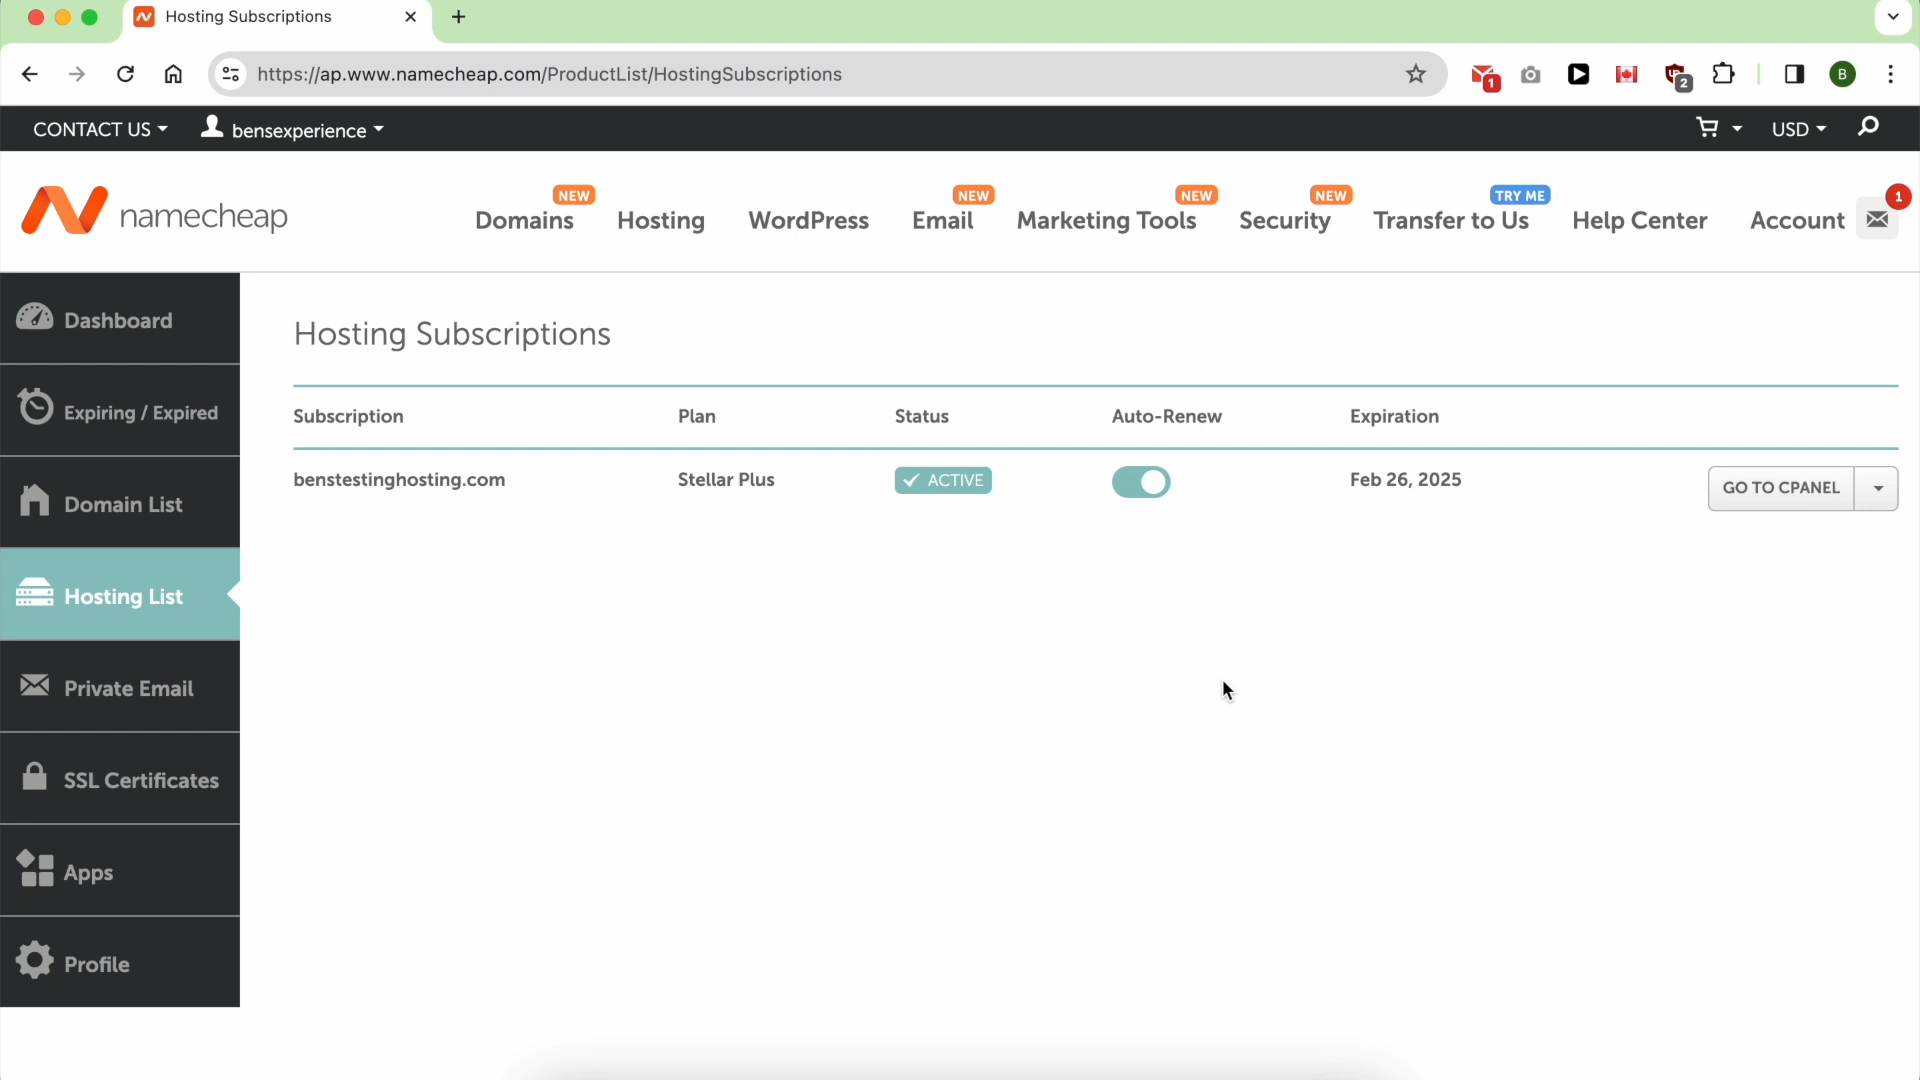 Hosting Subscriptions
https://ap.www.namecheap.com/ProductList/HostingSubscriptions
1
2
B
CONTACT US
bensexperience
USD
namecheap
NEW
Domains
Hosting
WordPress
NEW
Email
NEW
Marketing Tools
NEW
Security
TRY ME
Transfer to Us
Help Center
Account
1
Dashboard
Expiring / Expired
Domain List
Hosting List
Private Email
SSL Certificates
Apps
Profile
Hosting Subscriptions
Subscription Plan Status Auto-Renew Expiration
benstestinghosting.com Stellar Plus ACTIVE Feb 26, 2025 GO TO CPANEL